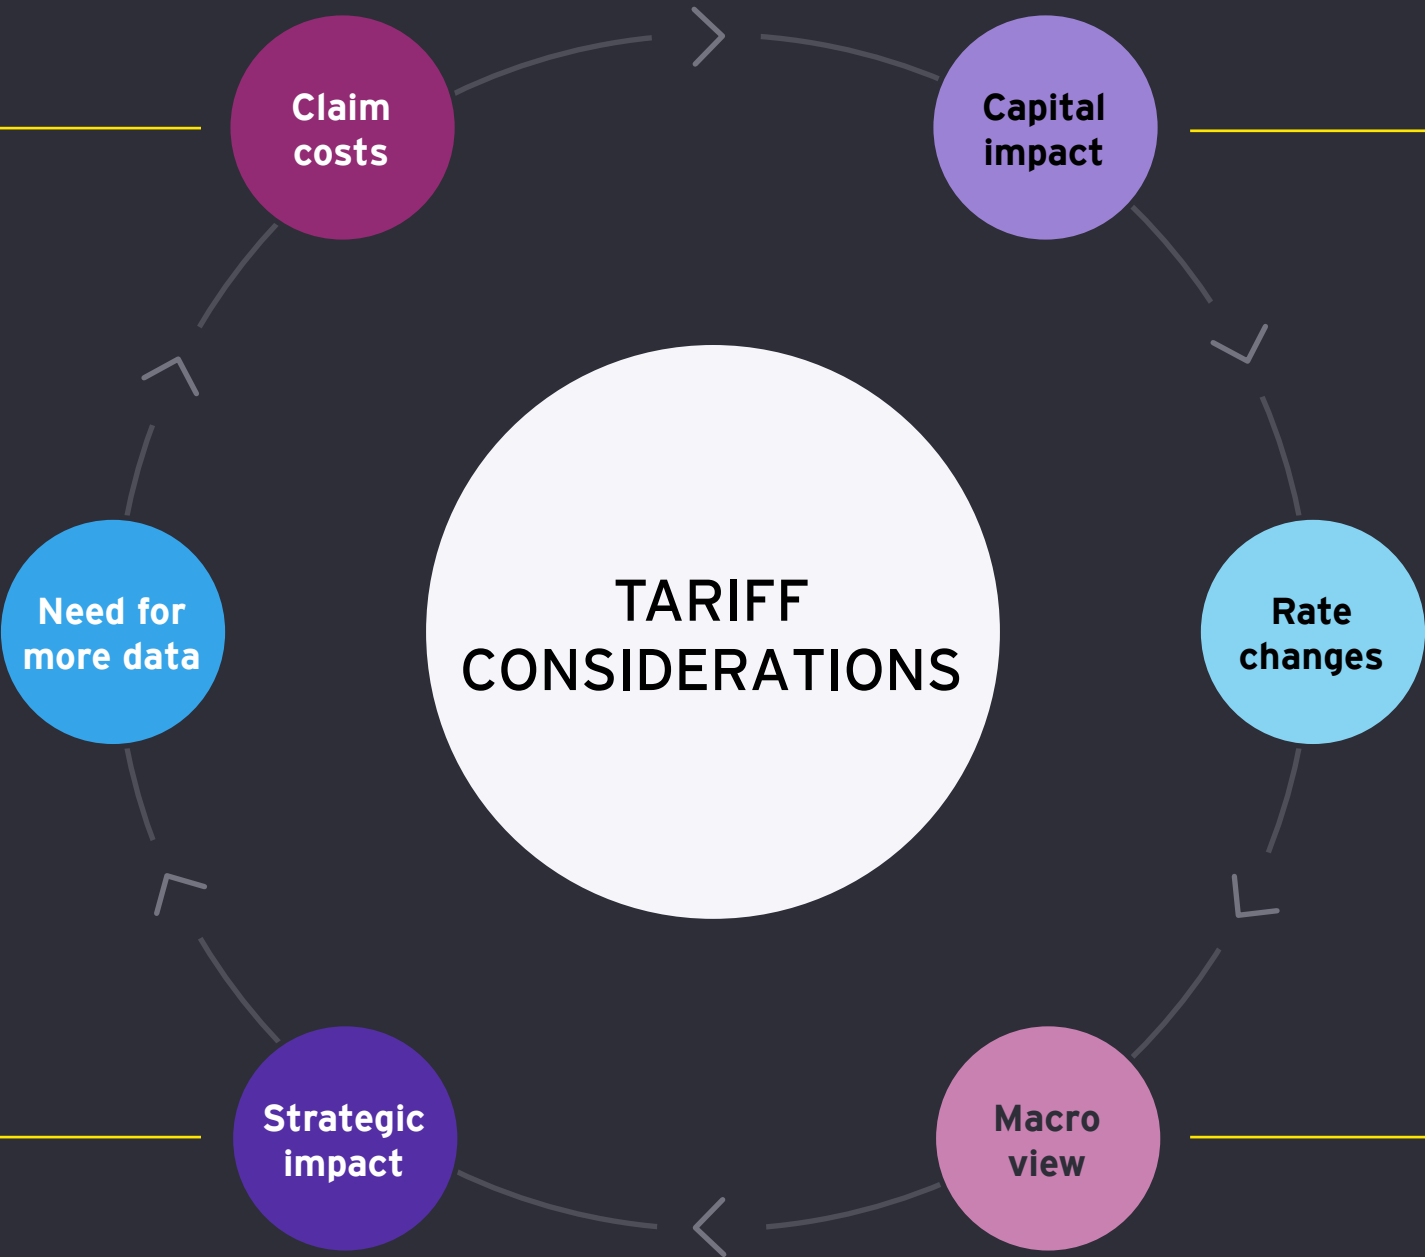 Claim
costs
Capital
impact
TARIFF
CONSIDERATIONS
Need for
more data
Rate
changes
Strategic
impact
Macro
view